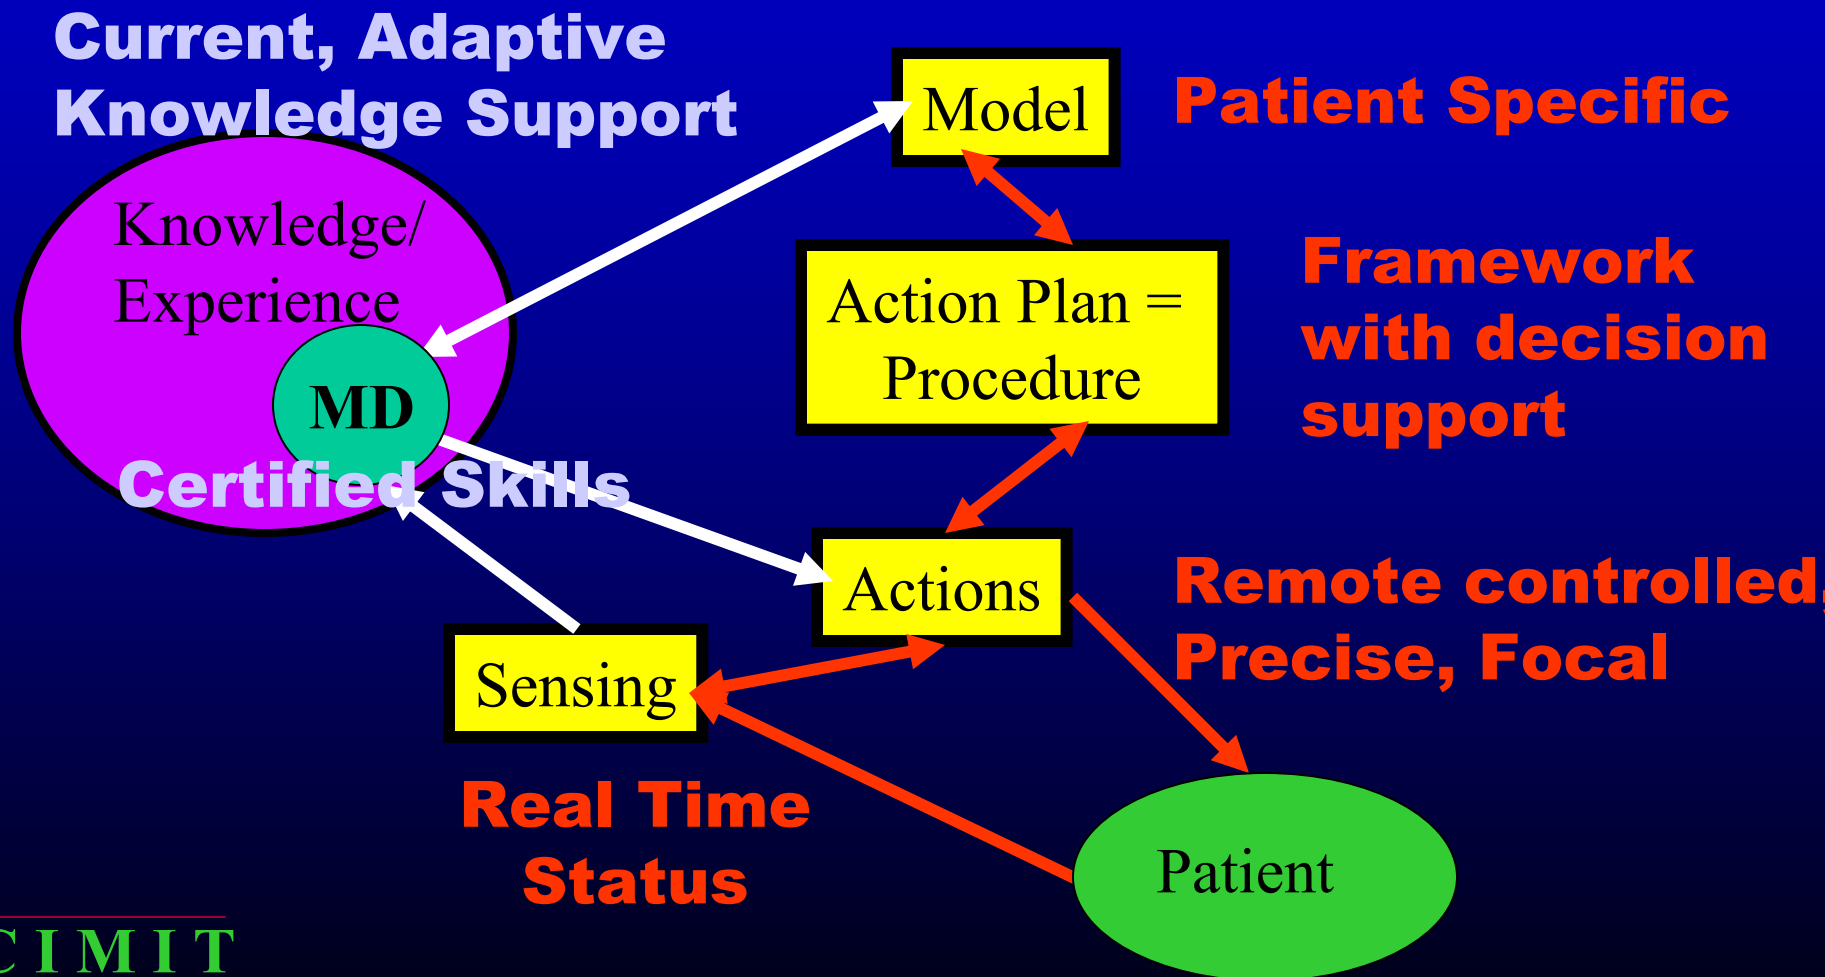 Current, Adaptive
Knowledge Support
Model
Patient Specific
Knowledge/
Experience
MD
Certified Skills
Action Plan =
Procedure
Framework
with decision
support
Actions
Remote controlled,
Precise, Focal
Sensing
Real Time
Status
Patient
C I M I T